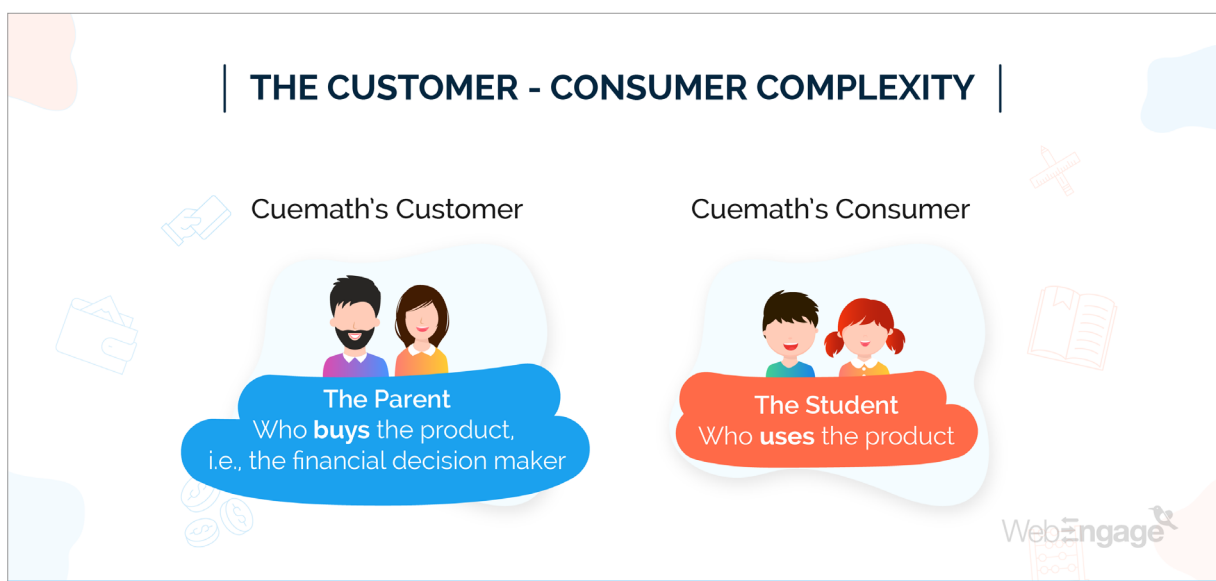 THE CUSTOMER - CONSUMER COMPLEXITY
Cuemath's Customer
Cuemath's Consumer
The Parent
Who buys the product,
i.e., the financial decision maker
The Student
Who uses the product
WebEngage